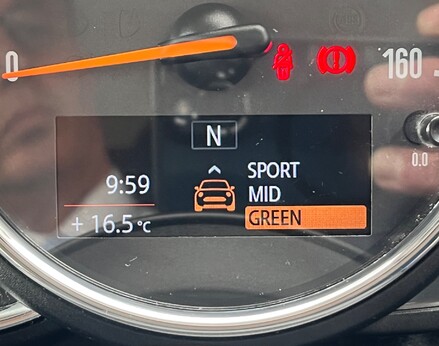 0
160
N
0.0
SPORT
9:59
MID
+ 16.5 °C
GREEN